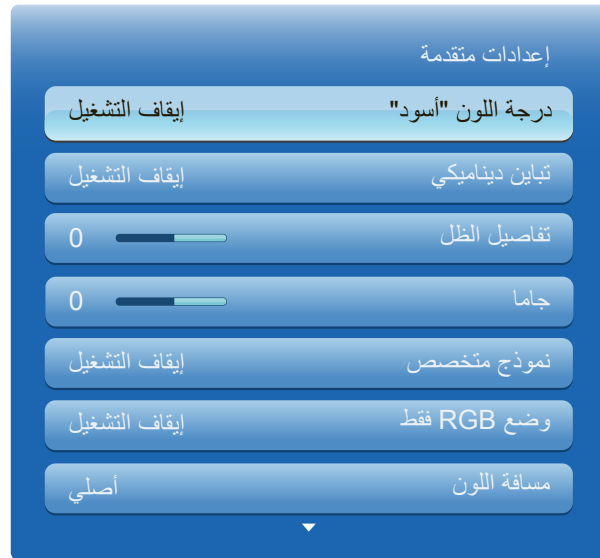 إعدادات متقدمة
درجة اللون "أسود" إيقاف التشغيل
تباين ديناميكي إيقاف التشغيل
تفاصيل الظل 0
جاما 0
نموذج متخصص إيقاف التشغيل
وضع RGB فقط إيقاف التشغيل
مسافة اللون أصلي